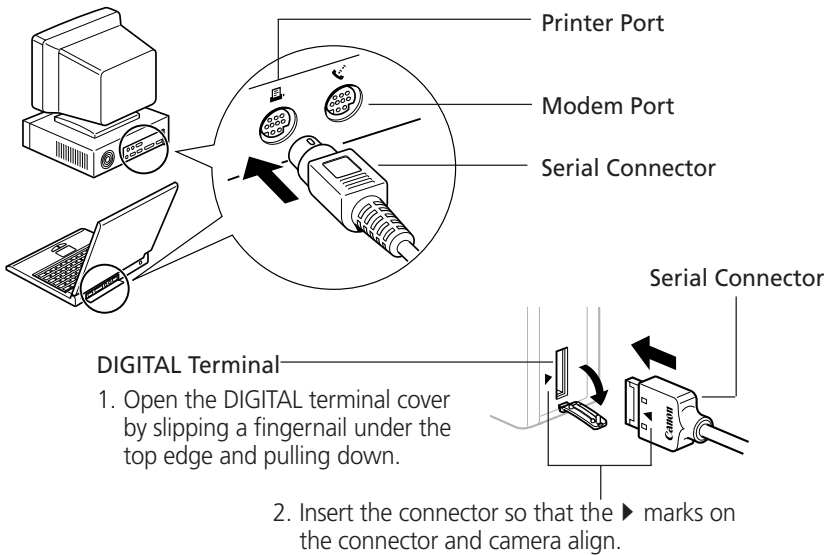 Printer Port
Modem Port
Serial Connector
Serial Connector
DIGITAL Terminal
1. Open the DIGITAL terminal cover
by slipping a fingernail under the
top edge and pulling down.
Canon
2. Insert the connector so that the ▶ marks on
the connector and camera align.